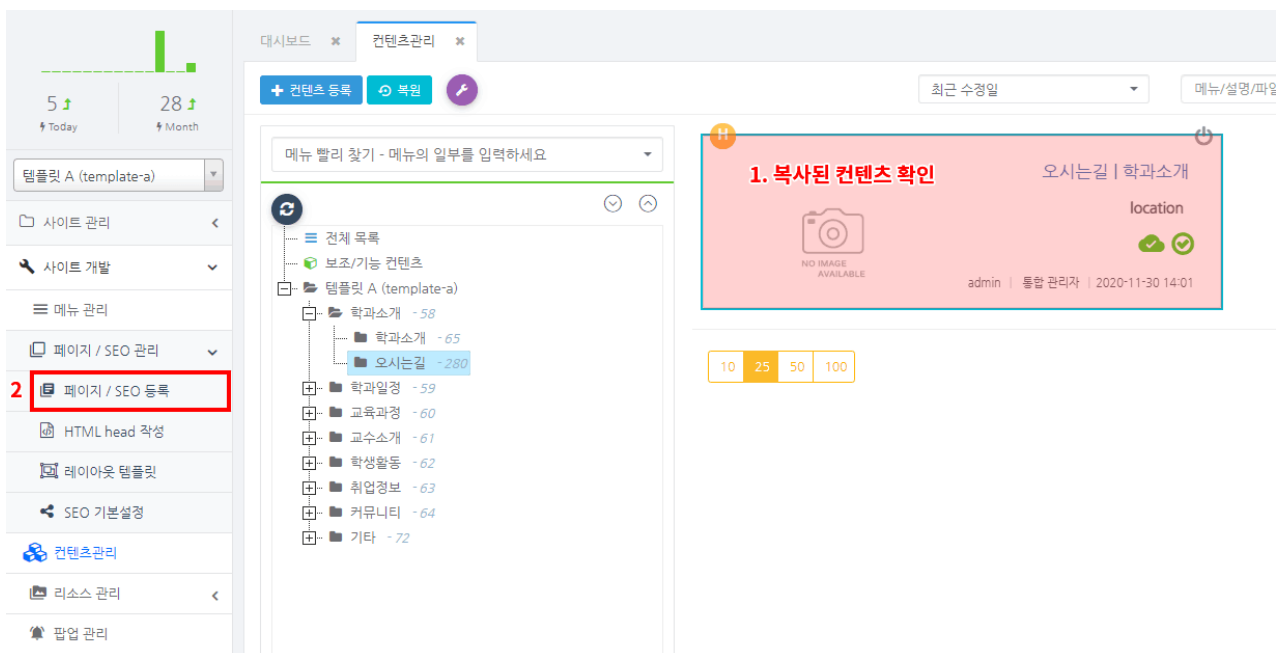 5
28
Today
Month
템플릿 A (template-a)
사이트 관리
사이트 개발
메뉴 관리
페이지 / SEO 관리
2
페이지 / SEO 등록
HTML head 작성
레이아웃 템플릿
SEO 기본설정
컨텐츠관리
리소스 관리
팝업 관리
대시보드
컨텐츠관리
컨텐츠 등록
복원
최근 수정일
메뉴/설명/파일
메뉴 빨리 찾기 - 메뉴의 일부를 입력하세요
전체 목록
보조/기능 컨텐츠
템플릿 A (template-a)
학과소개 - 58
학과소개 - 65
오시는길 - 280
학과일정 - 59
교육과정 - 60
교수소개 - 61
학생활동 - 62
취업정보 - 63
커뮤니티 - 64
기타 - 72
H
1. 복사된 컨텐츠 확인
오시는길 | 학과소개
location
NO IMAGE
AVAILABLE
admin | 통합 관리자 | 2020-11-30 14:01
10 25 50 100